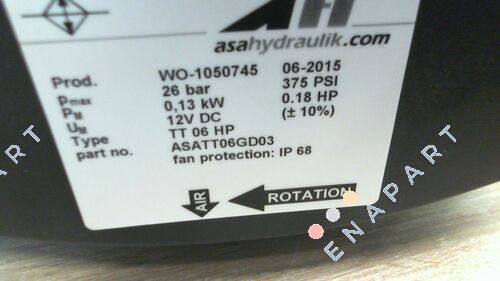 asahydraulik.com
Prod. WO-1050745 06-2015
pmax 26 bar 375 PSI
PM 0,13 kW 0.18 HP
UM 12V DC (± 10%)
Type TT 06 HP
part no. ASATT06GD03
fan protection: IP 68
AIR ROTATION
ENAPART
ENAPART
ENAPART